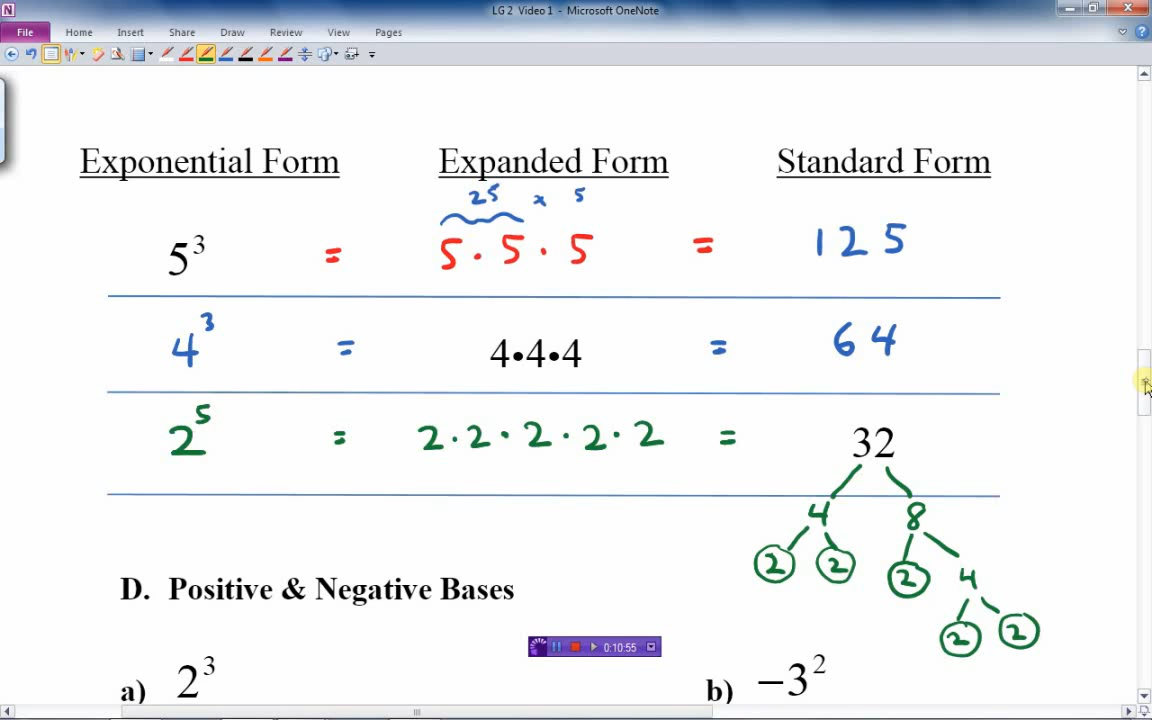 LG 2 Video 1 - Microsoft OneNote
File Home Insert Share Draw Review View Pages
Exponential Form Expanded Form Standard Form
25 x 5
5³ = 5 · 5 · 5 = 125
4³ = 4•4•4 = 64
2⁵ = 2 · 2 · 2 · 2 · 2 = 32
4 8
2 2 2 4
2 2
D. Positive & Negative Bases
0:10:55
a) 2³ b) −3²